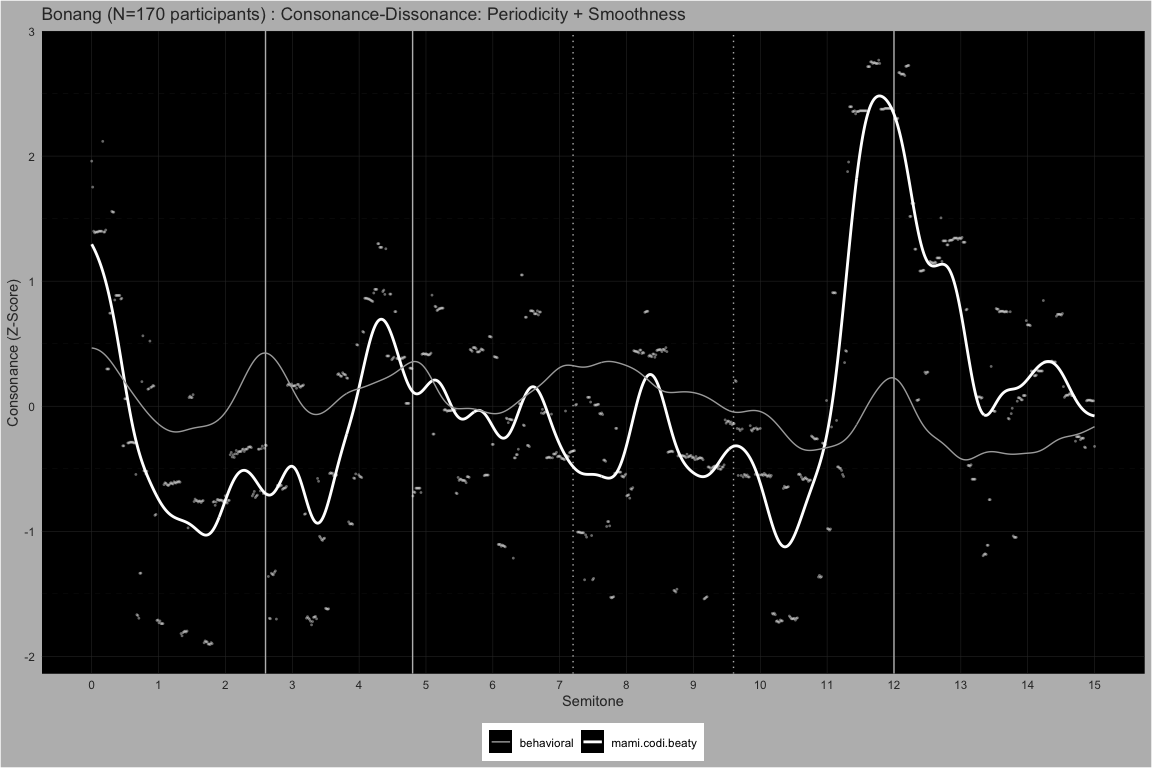 Bonang (N=170 participants) : Consonance-Dissonance: Periodicity + Smoothness
Consonance (Z-Score)
3
2
1
0
-1
-2
0 1 2 3 4 5 6 7 8 9 10 11 12 13 14 15
Semitone
behavioral mami.codi.beaty